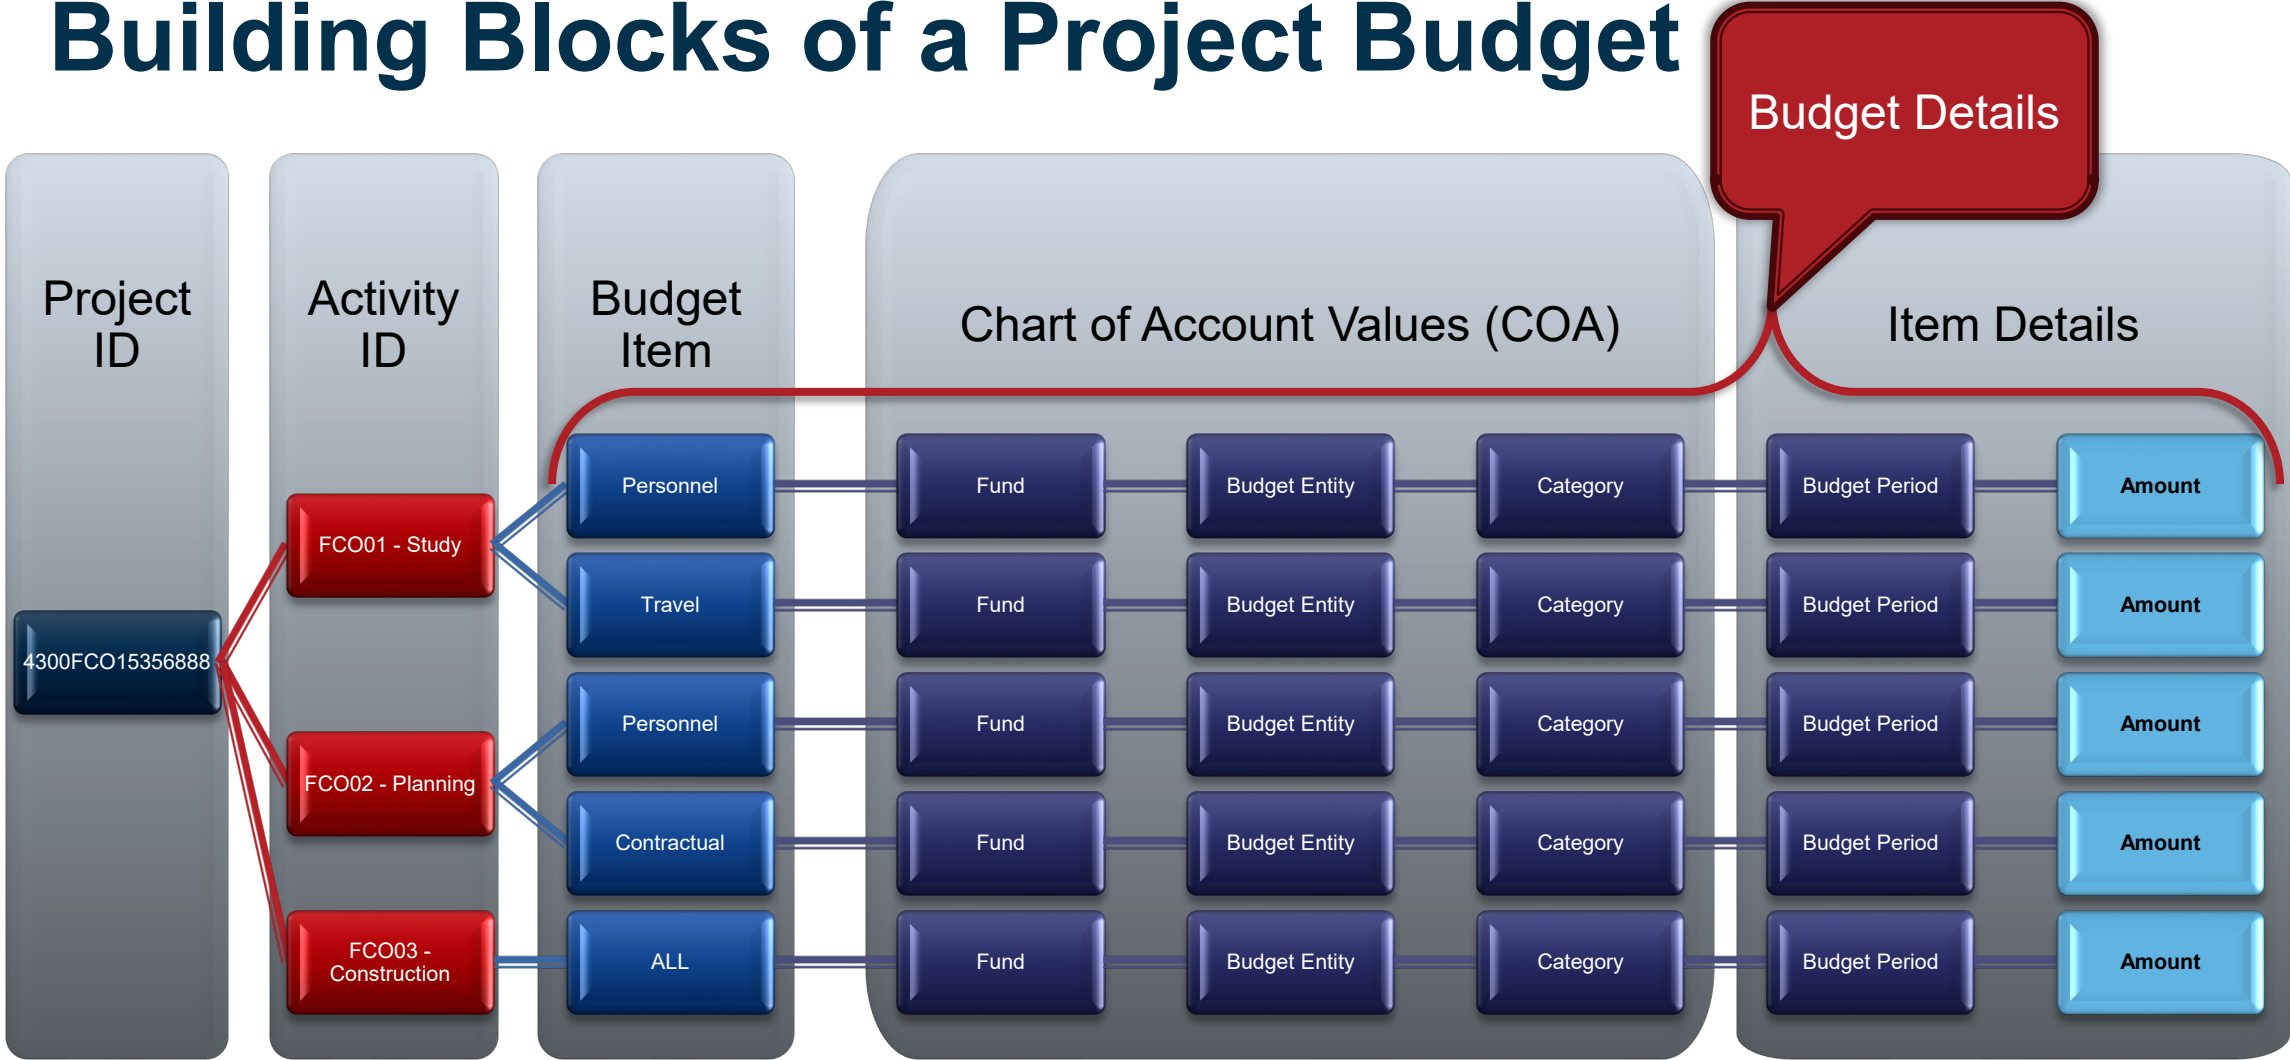 Building Blocks of a Project Budget
Budget Details
Project
ID
Activity
ID
Budget
Item
Chart of Account Values (COA)
Item Details
4300FCO15356888
FCO01 - Study
Personnel
Fund
Budget Entity
Category
Budget Period
Amount
Travel
Fund
Budget Entity
Category
Budget Period
Amount
FCO02 - Planning
Personnel
Fund
Budget Entity
Category
Budget Period
Amount
Contractual
Fund
Budget Entity
Category
Budget Period
Amount
FCO03 -
Construction
ALL
Fund
Budget Entity
Category
Budget Period
Amount